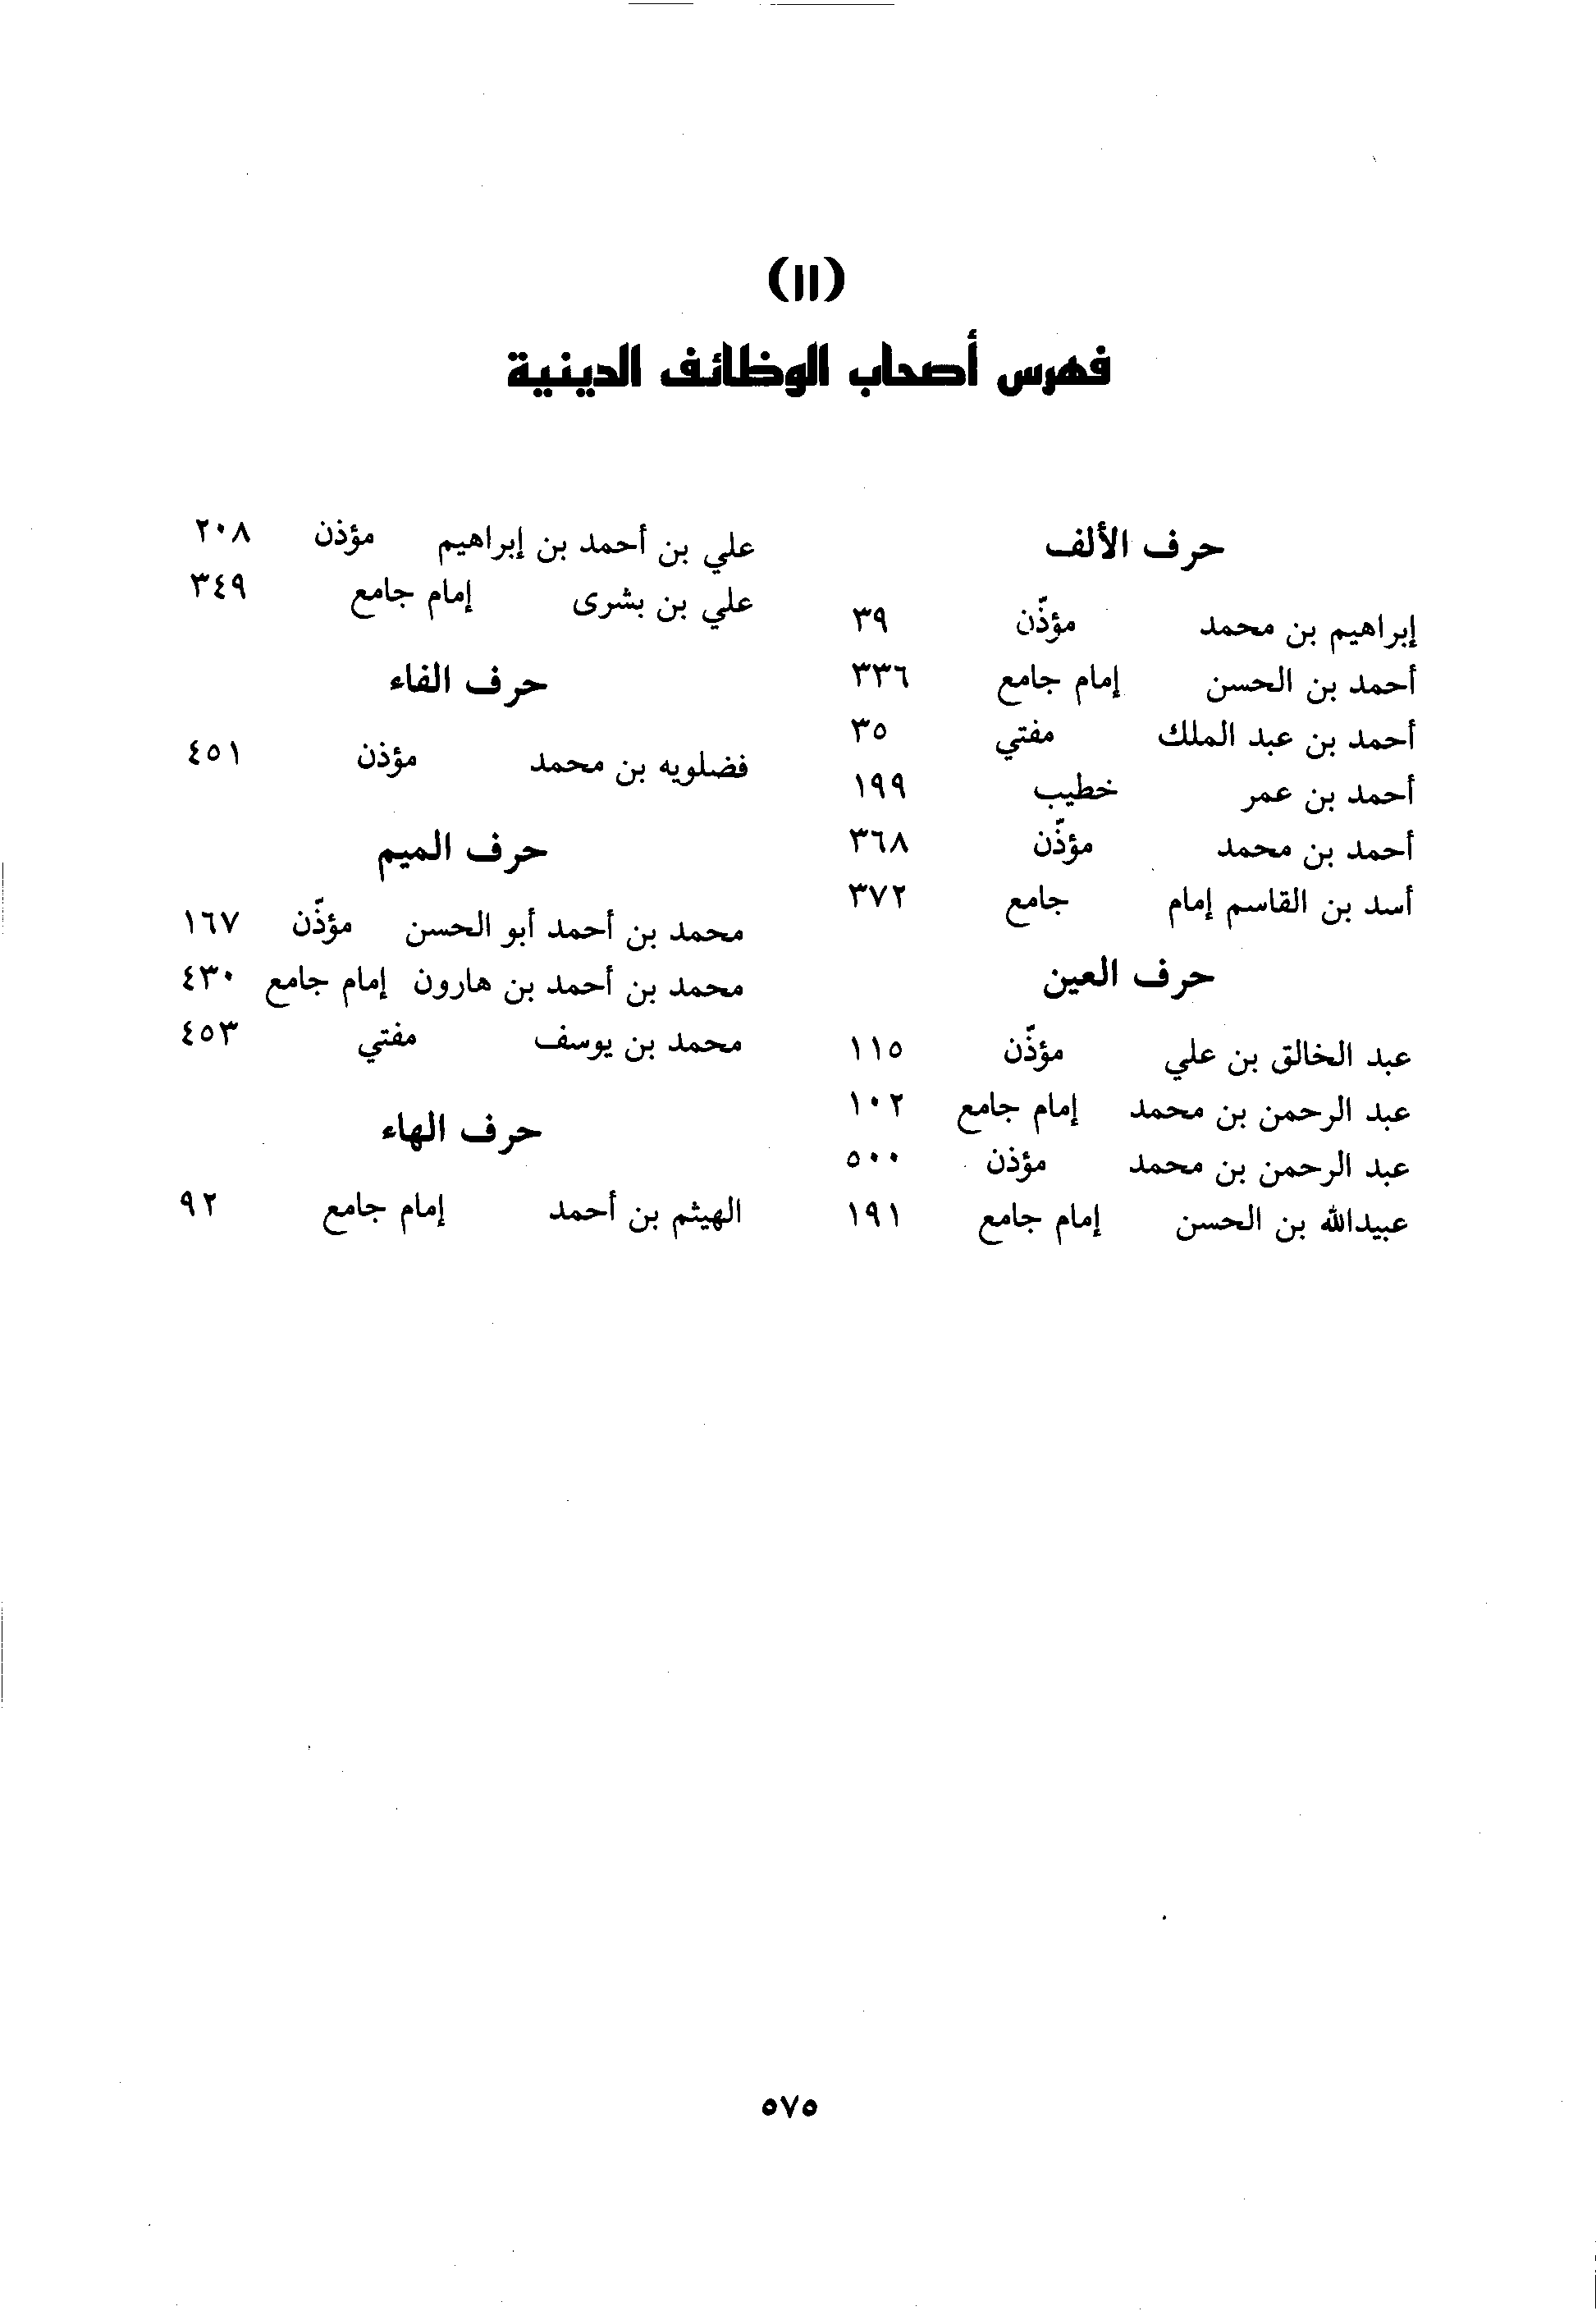 (١١)
فهرس أصحاب الوظائف الدينية
حرف الألف
إبراهيم بن محمد مؤذّن ٣٩
أحمد بن الحسن إمام جامع ٣٣٦
أحمد بن عبد الملك مفتي ٣٥
أحمد بن عمر خطيب ١٩٩
أحمد بن محمد مؤذّن ٣٦٨
أسد بن القاسم إمام جامع ٣٧٢
حرف العين
عبد الخالق بن علي مؤذّن ١١٥
عبد الرحمن بن محمد إمام جامع ١٠٢
عبد الرحمن بن محمد مؤذن ٥٠٠
عبيدالله بن الحسن إمام جامع ١٩١
علي بن أحمد بن إبراهيم مؤذن ٢٠٨
علي بن بشرى إمام جامع ٣٤٩
حرف الفاء
فضلويه بن محمد مؤذن ٤٥١
حرف الميم
محمد بن أحمد أبو الحسن مؤذّن ١٦٧
محمد بن أحمد بن هارون إمام جامع ٤٣٠
محمد بن يوسف مفتي ٤٥٣
حرف الهاء
الهيثم بن أحمد إمام جامع ٩٢
٥٧٥